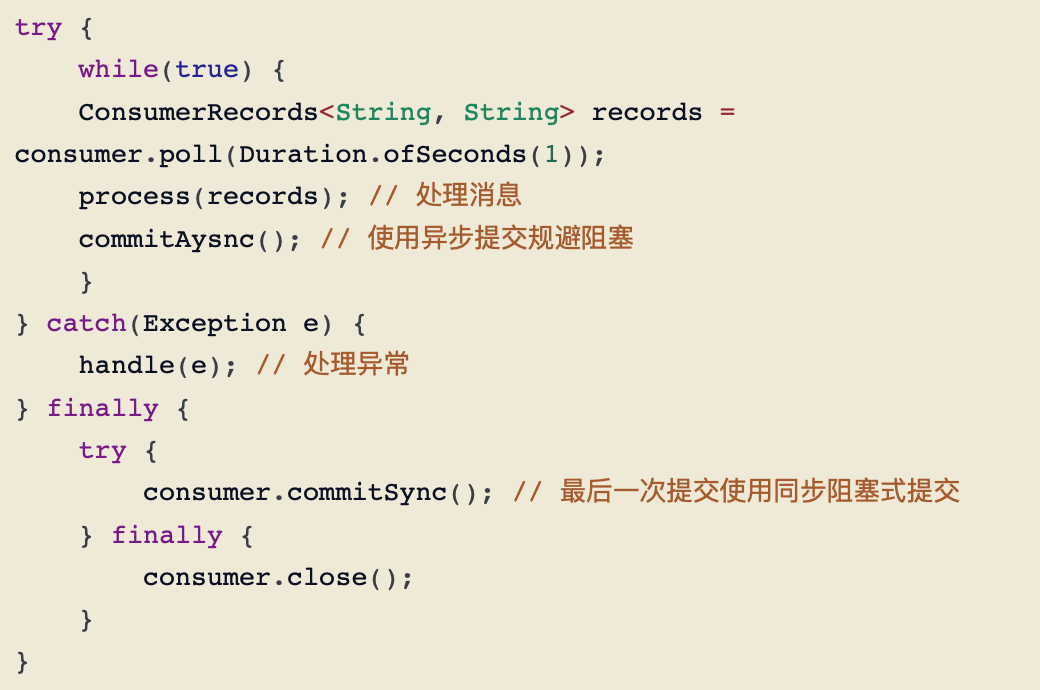 try {
    while(true) {
    ConsumerRecords<String, String> records =
consumer.poll(Duration.ofSeconds(1));
    process(records); // 处理消息
    commitAysnc(); // 使用异步提交规避阻塞
    }
} catch(Exception e) {
    handle(e); // 处理异常
} finally {
    try {
        consumer.commitSync(); // 最后一次提交使用同步阻塞式提交
    } finally {
        consumer.close();
    }
}